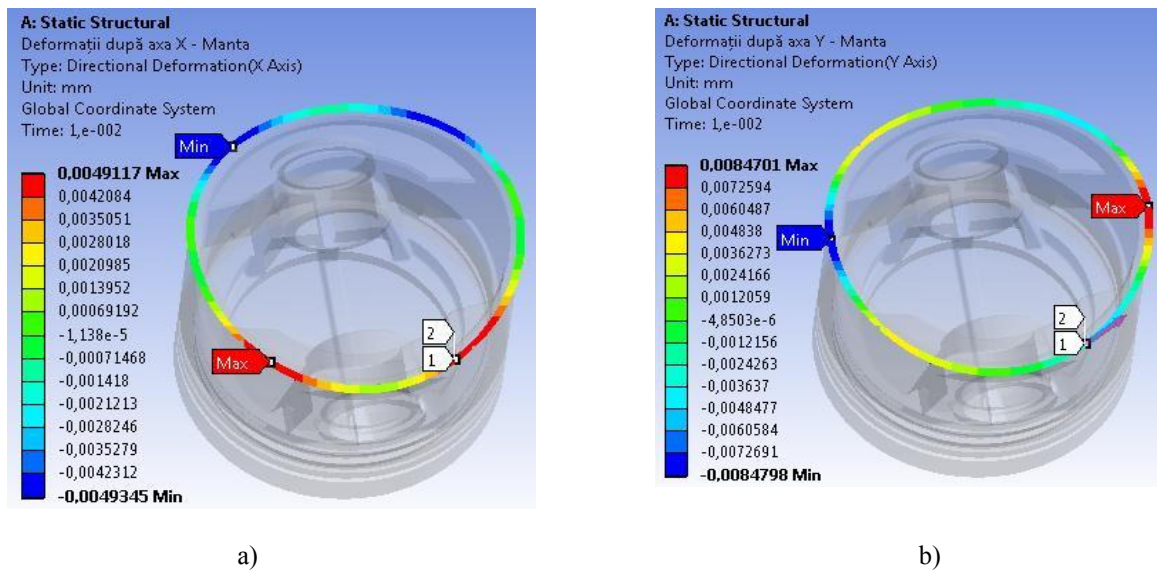 A: Static Structural
Deformații după axa X - Manta
Type: Directional Deformation(X Axis)
Unit: mm
Global Coordinate System
Time: 1,e-002
Min
0,0049117 Max
0,0042084
0,0035051
0,0028018
0,0020985
0,0013952
0,00069192
-1,138e-5
-0,00071468
-0,001418
-0,0021213
-0,0028246
-0,0035279
-0,0042312
-0,0049345 Min
Max
2
1
a)
A: Static Structural
Deformații după axa Y - Manta
Type: Directional Deformation(Y Axis)
Unit: mm
Global Coordinate System
Time: 1,e-002
0,0084701 Max
0,0072594
0,0060487
0,004838
0,0036273
0,0024166
0,0012059
-4,8503e-6
-0,0012156
-0,0024263
-0,003637
-0,0048477
-0,0060584
-0,0072691
-0,0084798 Min
Max
Min
2
1
b)